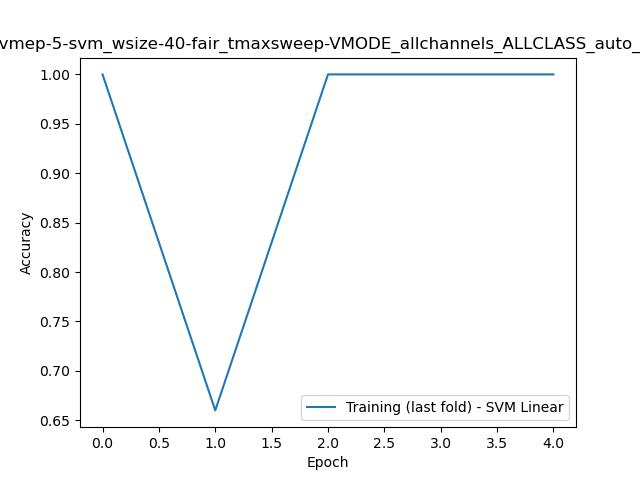 vmep-5-svm_wsize-40-fair_tmaxsweep-VMODE_allchannels_ALLCLASS_auto_
1.00
0.95
0.90
0.85
0.80
0.75
0.70
0.65
Accuracy
Training (last fold) - SVM Linear
0.0 0.5 1.0 1.5 2.0 2.5 3.0 3.5 4.0
Epoch